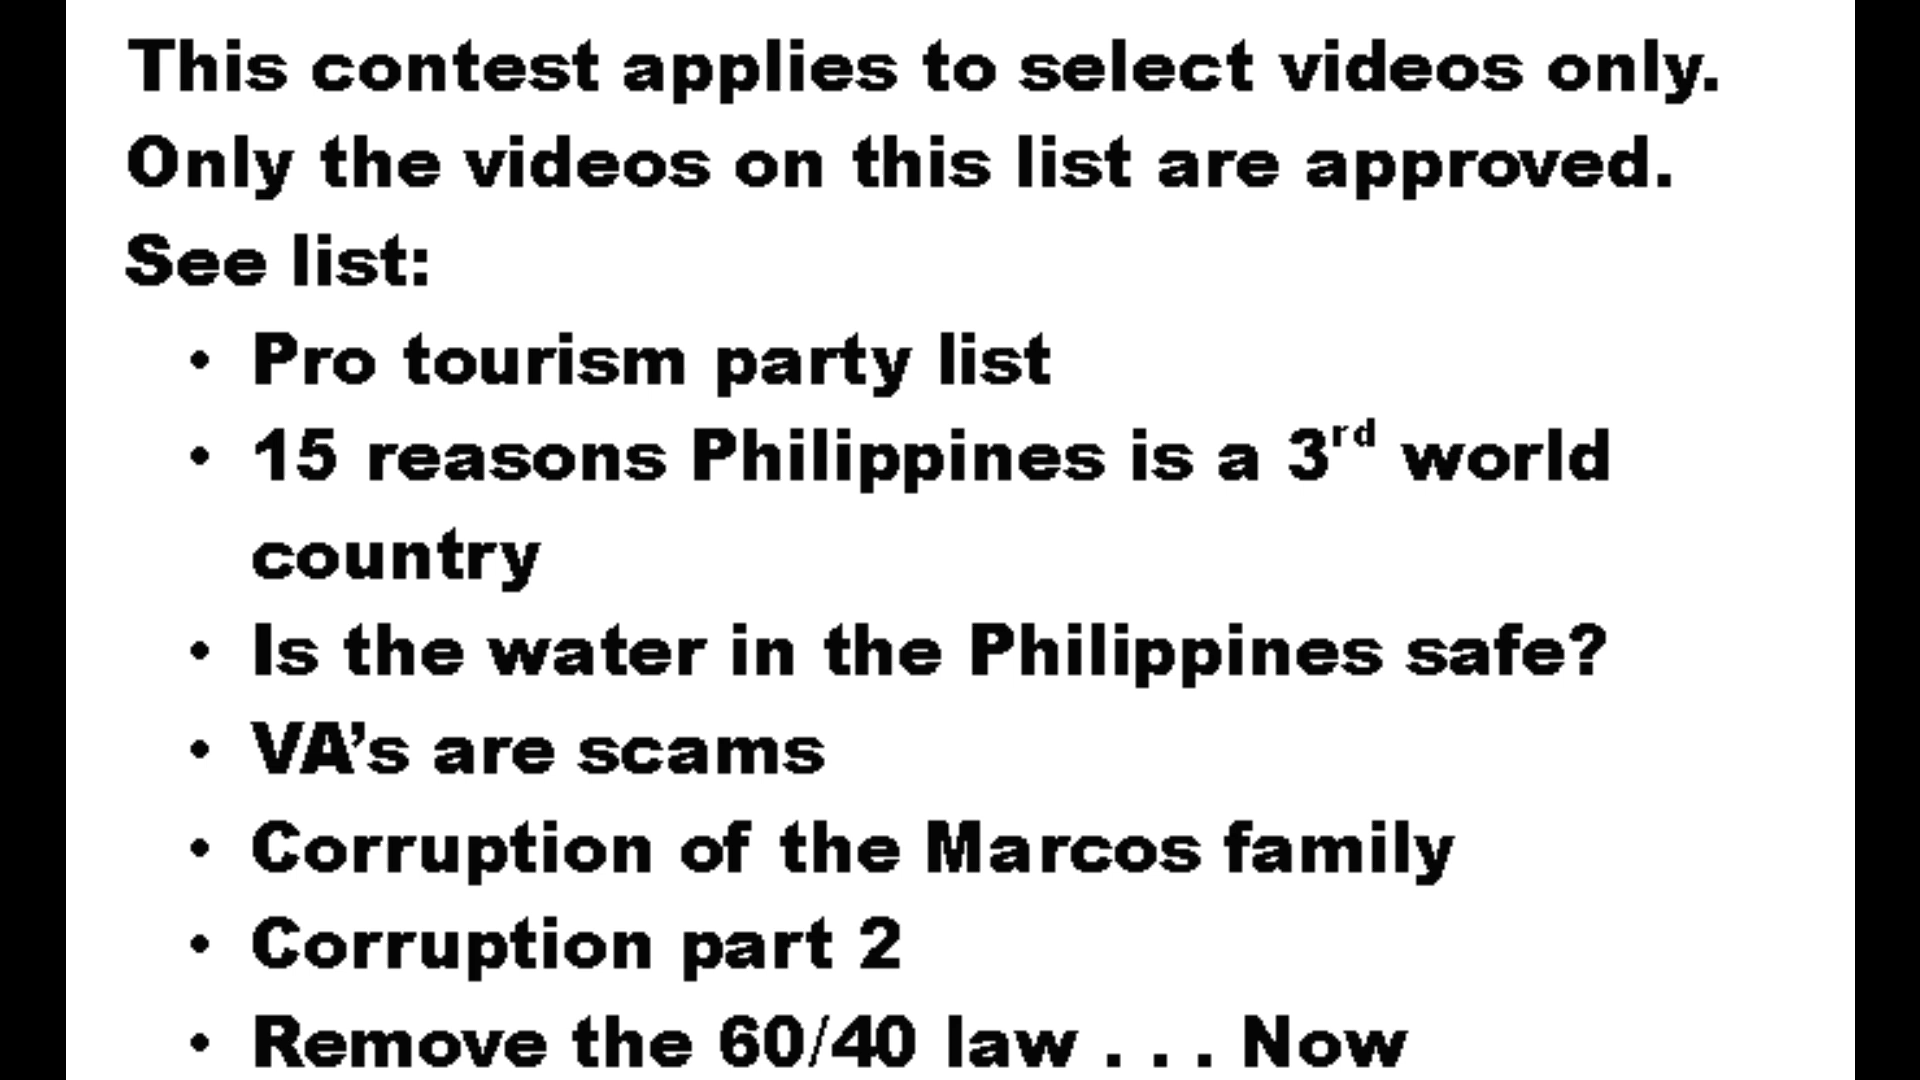 This contest applies to select videos only.
Only the videos on this list are approved.
See list:
• Pro tourism party list
• 15 reasons Philippines is a 3rd world
country
• Is the water in the Philippines safe?
• VA’s are scams
• Corruption of the Marcos family
• Corruption part 2
• Remove the 60/40 law . . . Now